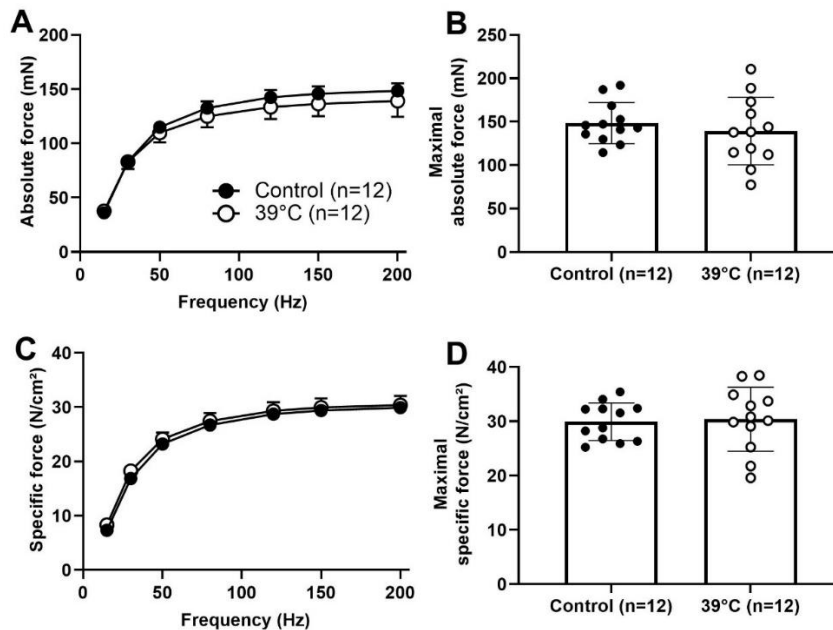 A
Absolute force (mN)
200
150
100
50
0
0 50 100 150 200
Frequency (Hz)
Control (n=12)
39°C (n=12)
B
Maximal
absolute force (mN)
250
200
150
100
50
0
Control (n=12) 39°C (n=12)
C
Specific force (N/cm²)
40
30
20
10
0
0 50 100 150 200
Frequency (Hz)
D
Maximal
specific force (N/cm²)
40
30
20
10
0
Control (n=12) 39°C (n=12)